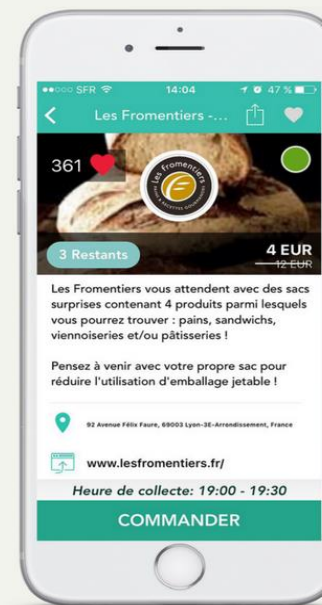 SFR 14:04 47 %
Les Fromentiers -...
361
Les Fromentiers
3 Restants
4 EUR
12 EUR
Les Fromentiers vous attendent avec des sacs
surprises contenant 4 produits parmi lesquels
vous pourrez trouver : pains, sandwichs,
viennoiseries et/ou pâtisseries !
Pensez à venir avec votre propre sac pour
réduire l'utilisation d'emballage jetable !
92 Avenue Félix Faure, 69003 Lyon-3E-Arrondissement, France
www.lesfromentiers.fr/
Heure de collecte: 19:00 - 19:30
COMMANDER